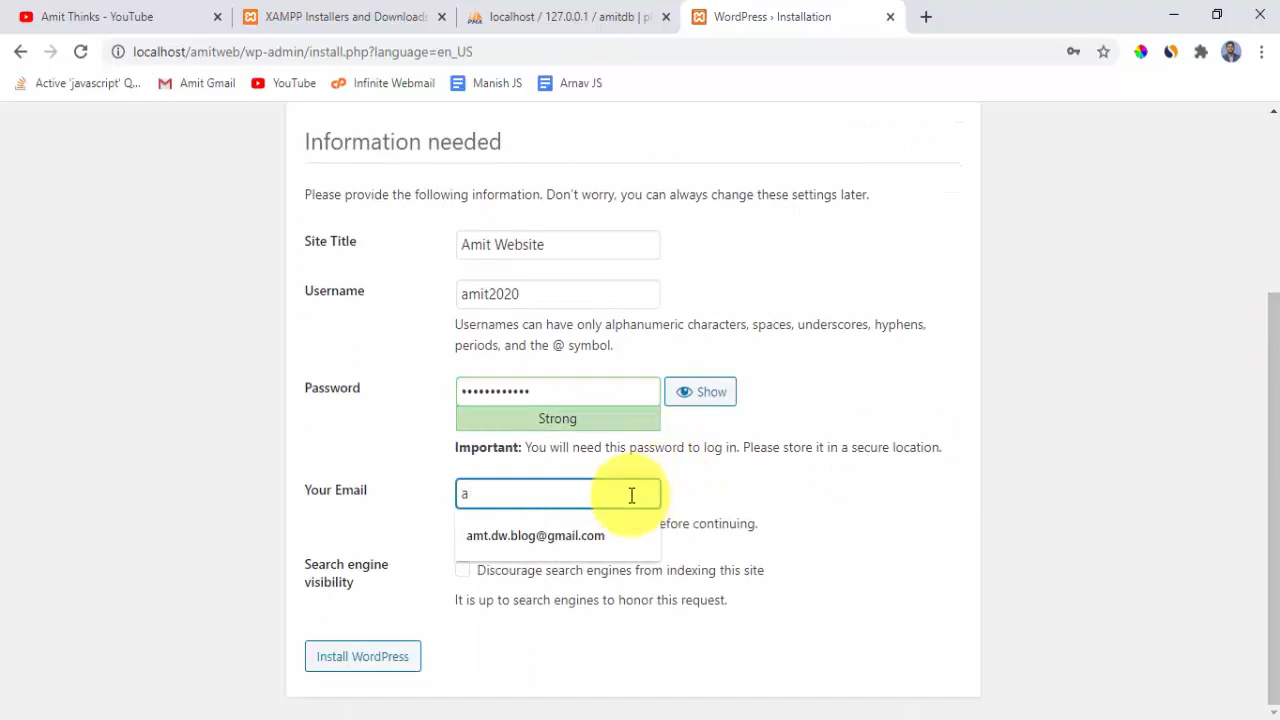 Amit Thinks - YouTube
XAMPP Installers and Downloads
localhost / 127.0.0.1 / amitdb | p
WordPress › Installation
localhost/amitweb/wp-admin/install.php?language=en_US
Active 'javascript' Q...
Amit Gmail
YouTube
Infinite Webmail
Manish JS
Arnav JS
Information needed
Please provide the following information. Don't worry, you can always change these settings later.
Site Title
Amit Website
Username
amit2020
Usernames can have only alphanumeric characters, spaces, underscores, hyphens,
periods, and the @ symbol.
Password
••••••••••••
Show
Strong
Important: You will need this password to log in. Please store it in a secure location.
Your Email
a
efore continuing.
amt.dw.blog@gmail.com
Search engine
visibility
Discourage search engines from indexing this site
It is up to search engines to honor this request.
Install WordPress